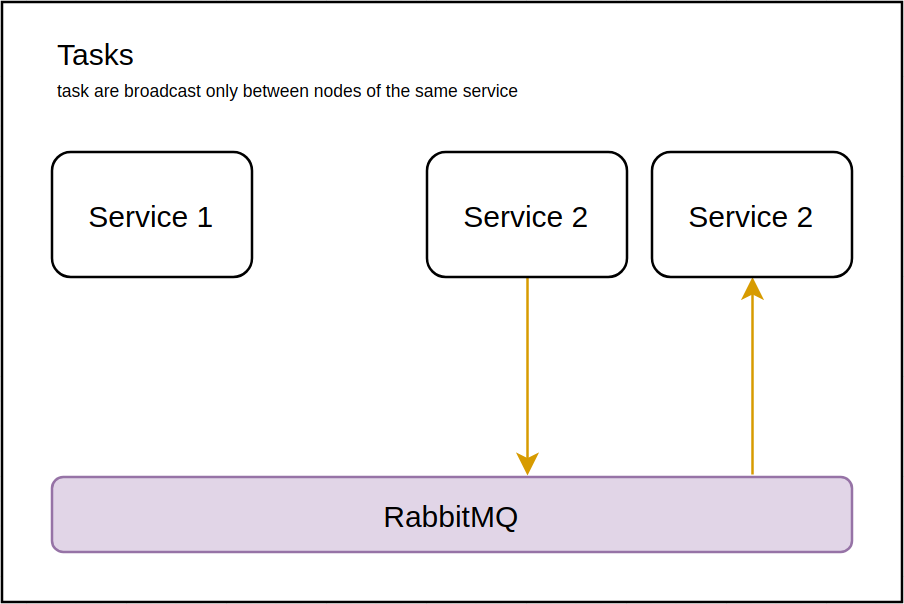 Tasks
task are broadcast only between nodes of the same service
Service 1
Service 2
Service 2
RabbitMQ